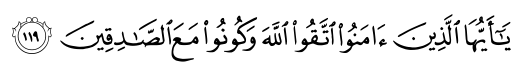 يَـٰٓأَيُّهَا ٱلَّذِينَ ءَامَنُوا۟ ٱتَّقُوا۟ ٱللَّهَ وَكُونُوا۟ مَعَ ٱلصَّـٰدِقِينَ ١١٩